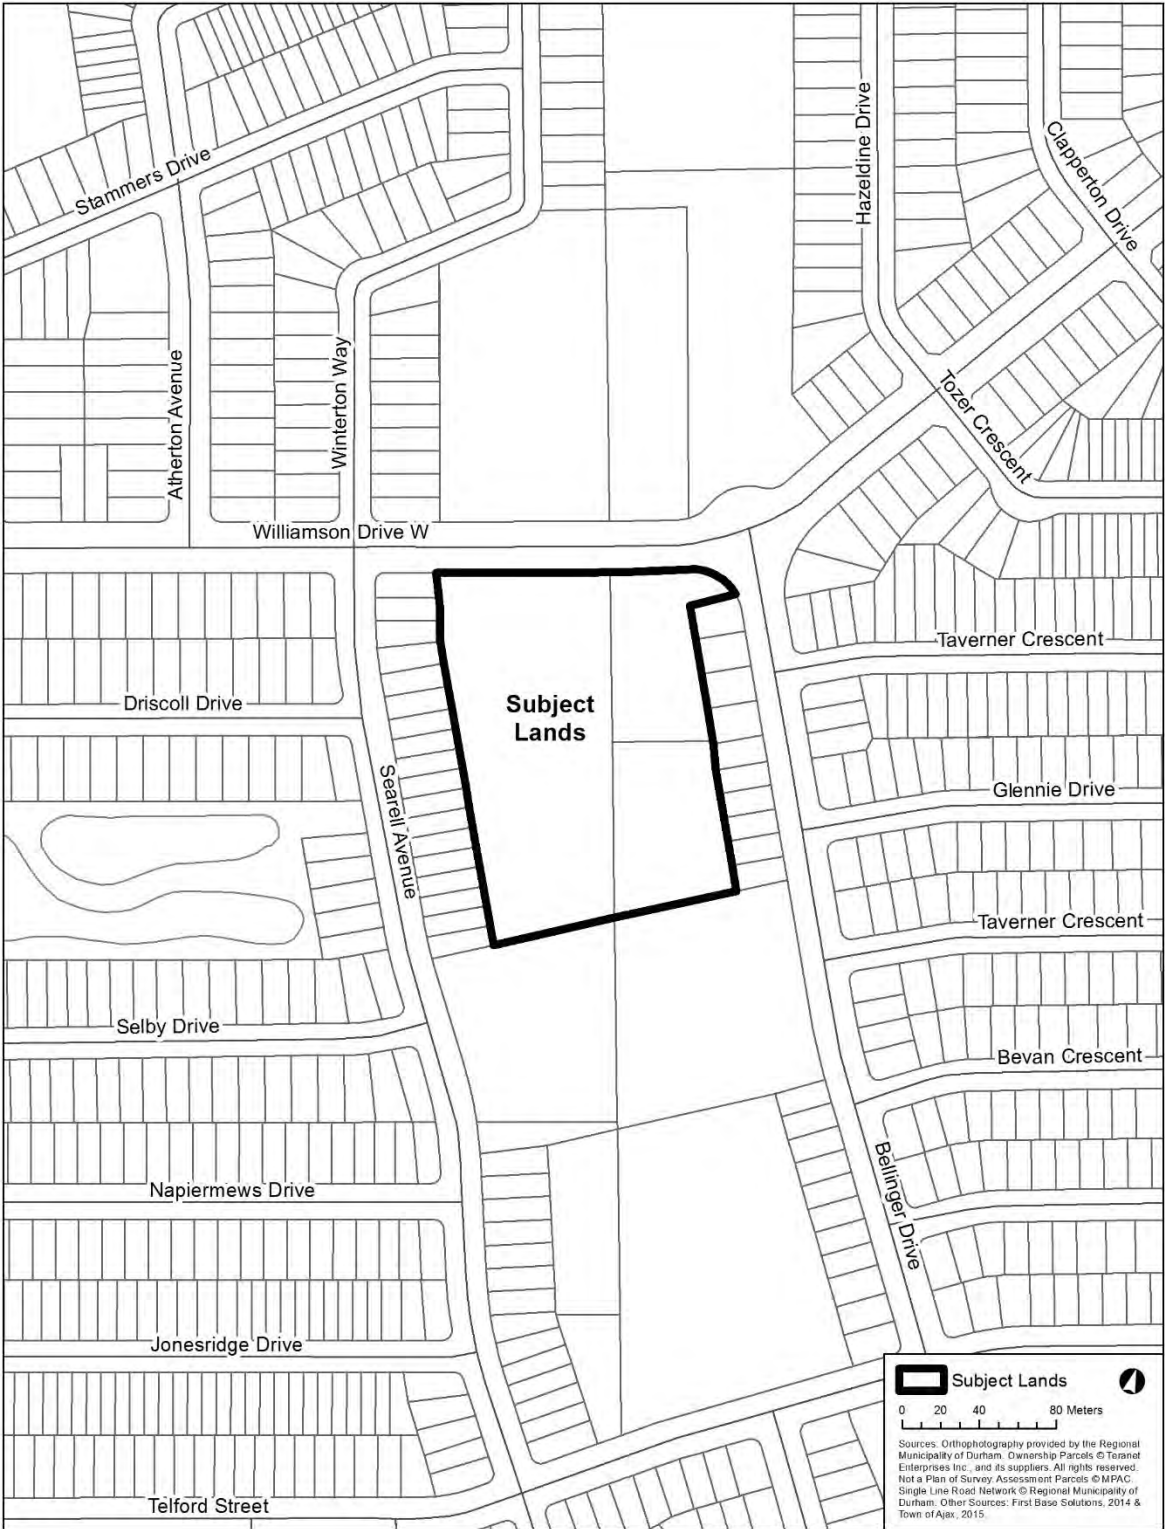 Stammers Drive
Hazeldine Drive
Clapperton Drive
Atherton Avenue
Winterton Way
Tozer Crescent
Williamson Drive W
Taverner Crescent
Driscoll Drive
Subject
Lands
Searell Avenue
Glennie Drive
Taverner Crescent
Selby Drive
Bevan Crescent
Napiermews Drive
Bellinger Drive
Jonesridge Drive
Telford Street
Subject Lands
0 20 40 80 Meters
Sources: Orthophotography provided by the Regional
Municipality of Durham. Ownership Parcels © Teranet
Enterprises Inc., and its suppliers. All rights reserved.
Not a Plan of Survey. Assessment Parcels © MPAC.
Single Line Road Network © Regional Municipality of
Durham. Other Sources: First Base Solutions, 2014 &
Town of Ajax, 2015.